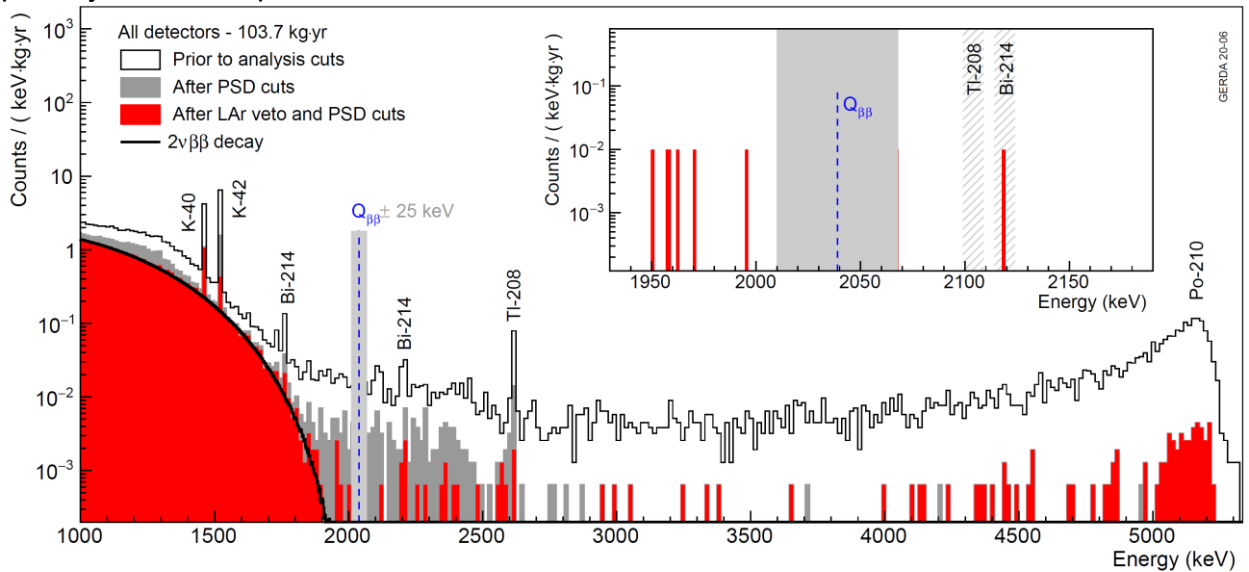 All detectors - 103.7 kg·yr
Prior to analysis cuts
After PSD cuts
After LAr veto and PSD cuts
2νββ decay
Counts / ( keV·kg·yr)
10³
10²
10
1
10⁻¹
10⁻²
10⁻³
K-40
K-42
Bi-214
Qββ ± 25 keV
Bi-214
Tl-208
Po-210
1000 1500 2000 2500 3000 3500 4000 4500 5000
Energy (keV)
Counts / ( keV·kg·yr)
10⁻¹
10⁻²
10⁻³
Qββ
Tl-208
Bi-214
1950 2000 2050 2100 2150
Energy (keV)
GERDA 20-06